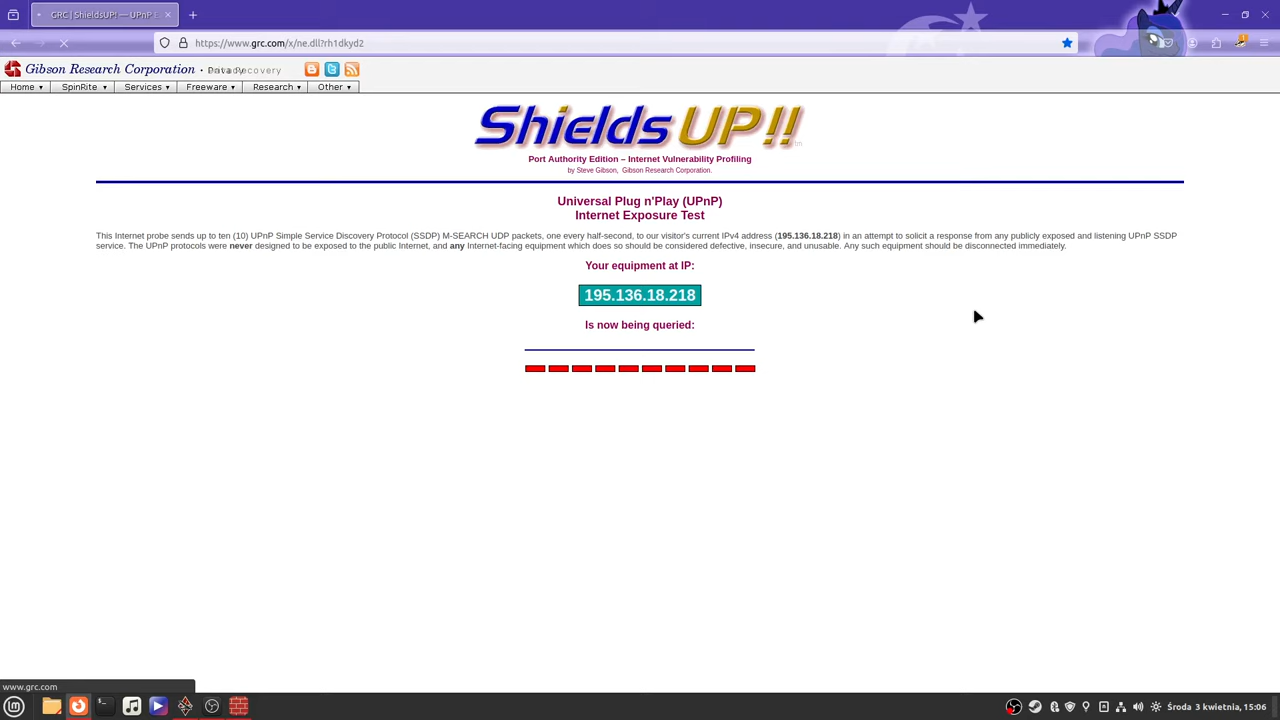 GRC | ShieldsUP! — UPnP E
https://www.grc.com/x/ne.dll?rh1dkyd2
Gibson Research Corporation · Recovery
Home ▾ SpinRite ▾ Services ▾ Freeware ▾ Research ▾ Other ▾
Shields UP!!
tm
Port Authority Edition – Internet Vulnerability Profiling
by Steve Gibson, Gibson Research Corporation.
Universal Plug n'Play (UPnP)
Internet Exposure Test
This Internet probe sends up to ten (10) UPnP Simple Service Discovery Protocol (SSDP) M-SEARCH UDP packets, one every half-second, to our visitor's current IPv4 address (195.136.18.218) in an attempt to solicit a response from any publicly exposed and listening UPnP SSDP
service. The UPnP protocols were never designed to be exposed to the public Internet, and any Internet-facing equipment which does so should be considered defective, insecure, and unusable. Any such equipment should be disconnected immediately.
Your equipment at IP:
195.136.18.218
Is now being queried:
www.grc.com
Środa 3 kwietnia, 15:06